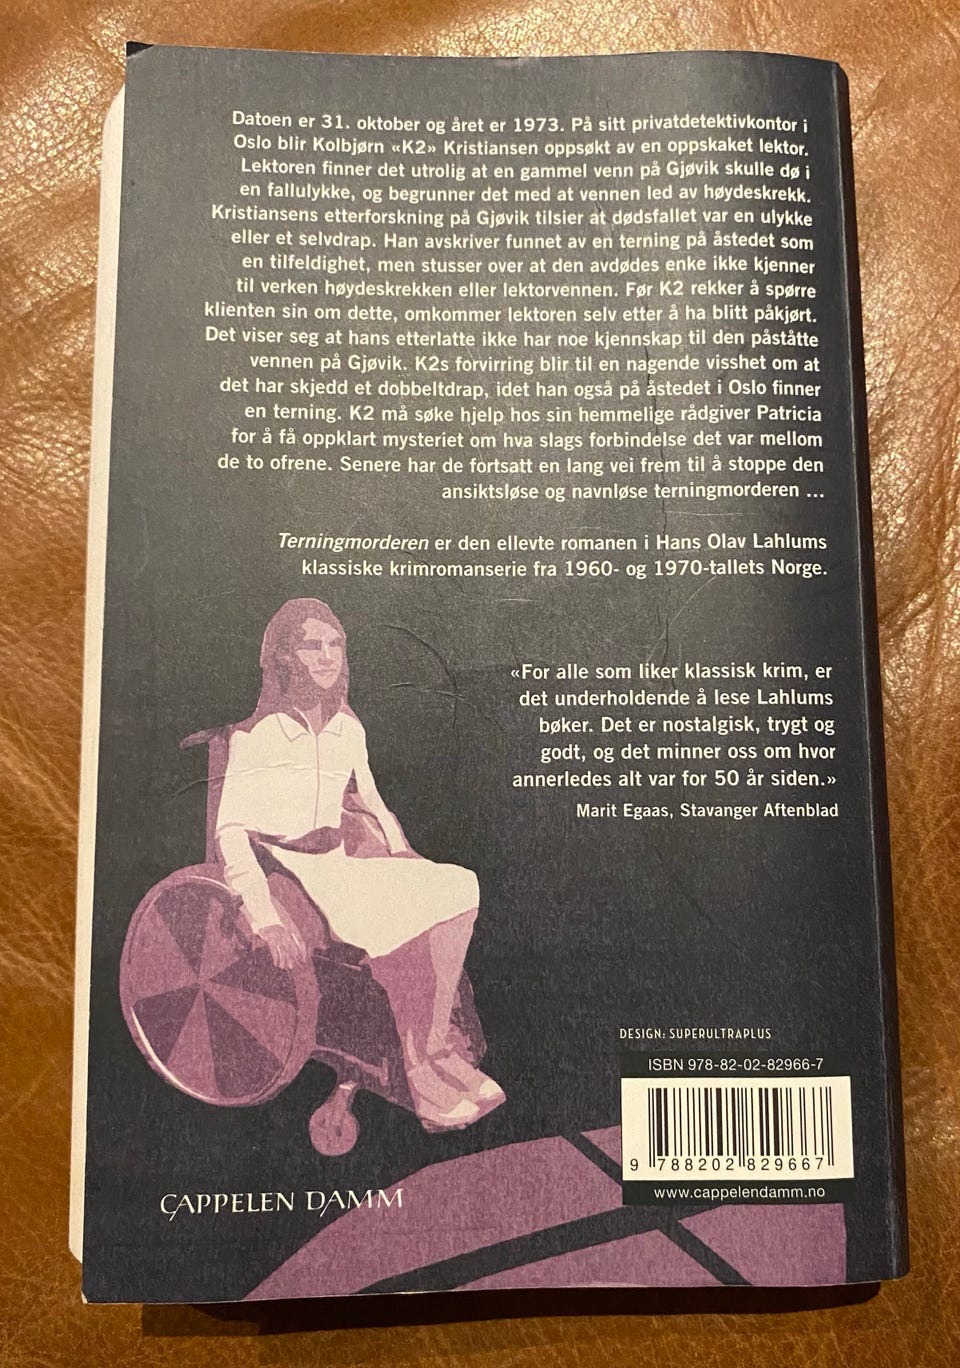 Datoen er 31. oktober og året er 1973. På sitt privatdetektivkontor i
Oslo blir Kolbjørn «K2» Kristiansen oppsøkt av en oppskaket lektor.
Lektoren finner det utrolig at en gammel venn på Gjøvik skulle dø i
en fallulykke, og begrunner det med at vennen led av høydeskrekk.
Kristiansens etterforskning på Gjøvik tilsier at dødsfallet var en ulykke
eller et selvdrap. Han avskriver funnet av en terning på åstedet som
en tilfeldighet, men stusser over at den avdødes enke ikke kjenner
til verken høydeskrekken eller lektorvennen. Før K2 rekker å spørre
klienten sin om dette, omkommer lektoren selv etter å ha blitt påkjørt.
Det viser seg at hans etterlatte ikke har noe kjennskap til den påståtte
vennen på Gjøvik. K2s forvirring blir til en nagende visshet om at
det har skjedd et dobbeltdrap, idet han også på åstedet i Oslo finner
en terning. K2 må søke hjelp hos sin hemmelige rådgiver Patricia
for å få oppklart mysteriet om hva slags forbindelse det var mellom
de to ofrene. Senere har de fortsatt en lang vei frem til å stoppe den
ansiktsløse og navnløse terningmorderen ...
Terningmorderen er den ellevte romanen i Hans Olav Lahlums
klassiske krimromanserie fra 1960- og 1970-tallets Norge.
«For alle som liker klassisk krim, er
det underholdende å lese Lahlums
bøker. Det er nostalgisk, trygt og
godt, og det minner oss om hvor
annerledes alt var for 50 år siden.»
Marit Egaas, Stavanger Aftenblad
DESIGN: SUPERULTRAPLUS
ISBN 978-82-02-82966-7
9 788202 829667
www.cappelendamm.no
CAPPELEN DAMM